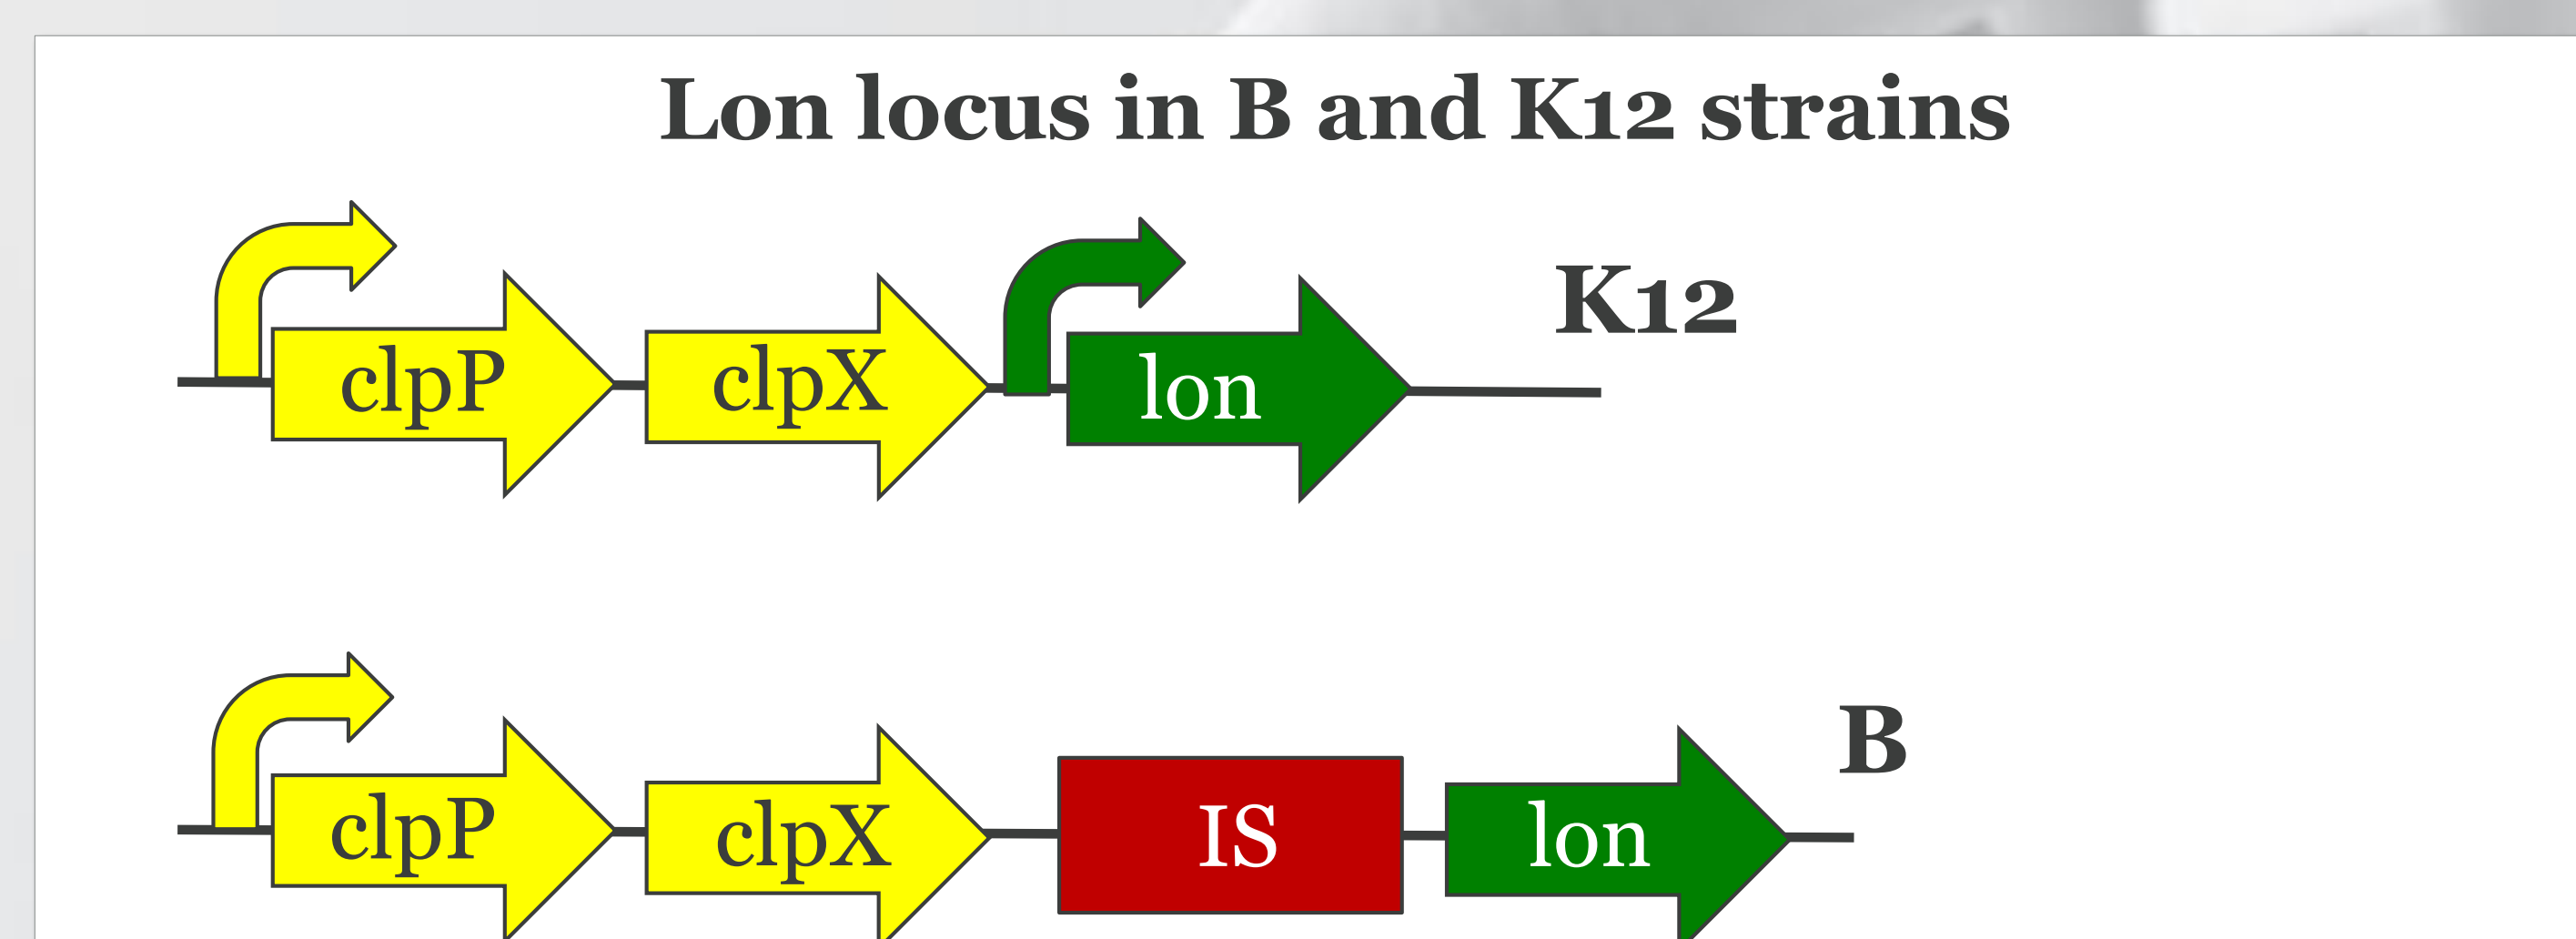 Lon locus in B and K12 strains
K12
clpP clpX lon
B
clpP clpX IS lon